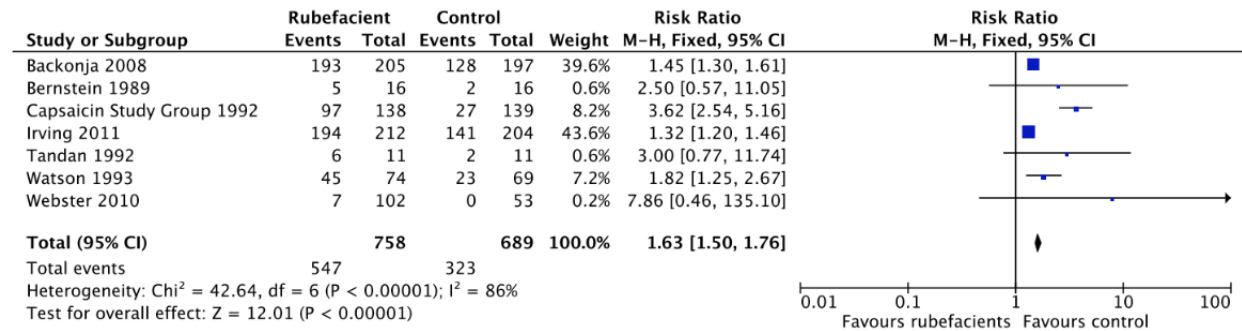 Rubefacient Control Risk Ratio Risk Ratio
Study or Subgroup Events Total Events Total Weight M-H, Fixed, 95% CI M-H, Fixed, 95% CI
Backonja 2008 193 205 128 197 39.6% 1.45 [1.30, 1.61]
Bernstein 1989 5 16 2 16 0.6% 2.50 [0.57, 11.05]
Capsaicin Study Group 1992 97 138 27 139 8.2% 3.62 [2.54, 5.16]
Irving 2011 194 212 141 204 43.6% 1.32 [1.20, 1.46]
Tandan 1992 6 11 2 11 0.6% 3.00 [0.77, 11.74]
Watson 1993 45 74 23 69 7.2% 1.82 [1.25, 2.67]
Webster 2010 7 102 0 53 0.2% 7.86 [0.46, 135.10]
Total (95% CI) 758 689 100.0% 1.63 [1.50, 1.76]
Total events 547 323
Heterogeneity: Chi² = 42.64, df = 6 (P < 0.00001); I² = 86%
Test for overall effect: Z = 12.01 (P < 0.00001)
0.01 0.1 1 10 100
Favours rubefacients Favours control